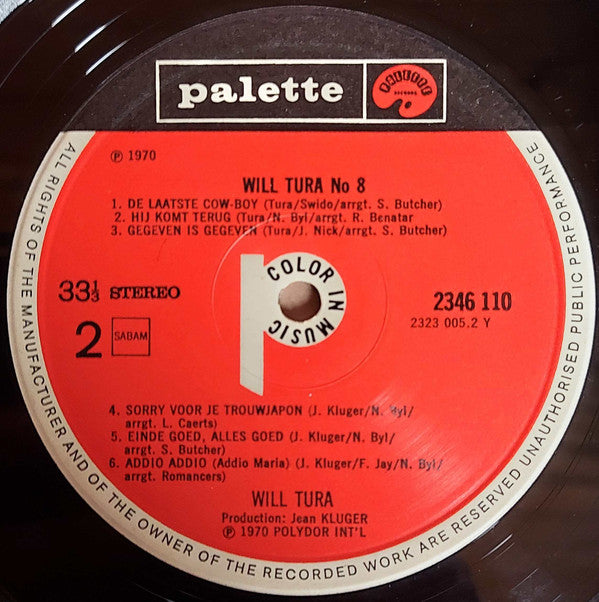 palette
PALETTE
RECORDS
℗ 1970
WILL TURA No 8
1. DE LAATSTE COW-BOY (Tura/Swido/arrgt. S. Butcher)
2. HIJ KOMT TERUG (Tura/N. Byl/arrgt. R. Benatar
3. GEGEVEN IS GEGEVEN (Tura/J. Nick/arrgt. S. Butcher)
33⅓ STEREO
2 SABAM
COLOR IN MUSIC
2346 110
2323 005.2 Y
4. SORRY VOOR JE TROUWJAPON (J. Kluger/N. Byl/
arrgt. L. Caerts)
5. EINDE GOED, ALLES GOED (J. Kluger/N. Byl/
arrgt. S. Butcher)
6. ADDIO ADDIO (Addio Maria) (J. Kluger/F. Jay/N. Byl/
arrgt. Romancers)
WILL TURA
Production: Jean KLUGER
℗ 1970 POLYDOR INT'L
ALL RIGHTS OF THE MANUFACTURER AND OF THE OWNER OF THE RECORDED WORK ARE RESERVED UNAUTHORISED PUBLIC PERFORMANCE